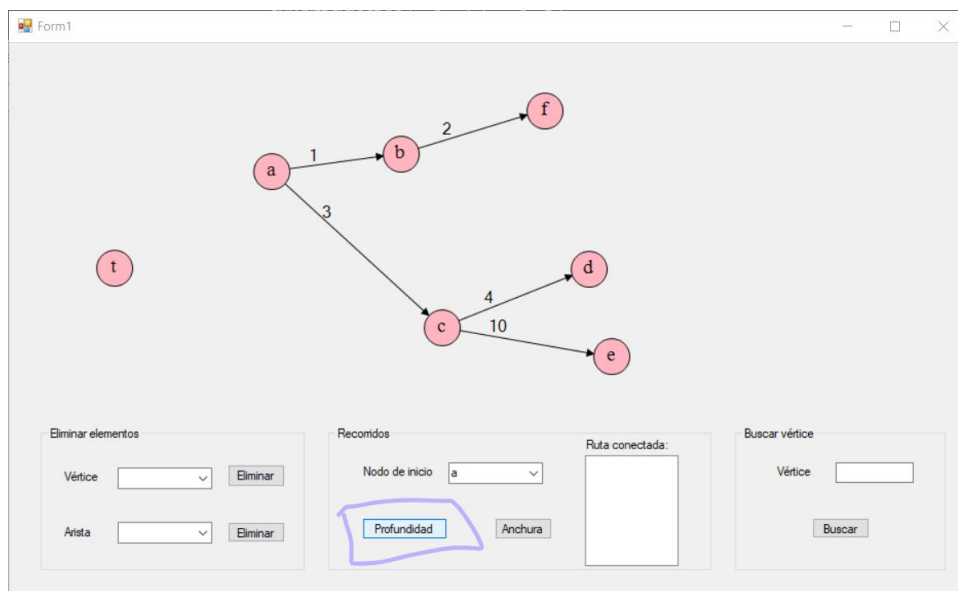 Form1
f
2
b
1
a
3
t
d
4
c
10
e
Eliminar elementos
Vértice
Eliminar
Arista
Eliminar
Recorridos
Ruta conectada:
Nodo de inicio
a
Profundidad
Anchura
Buscar vértice
Vértice
Buscar